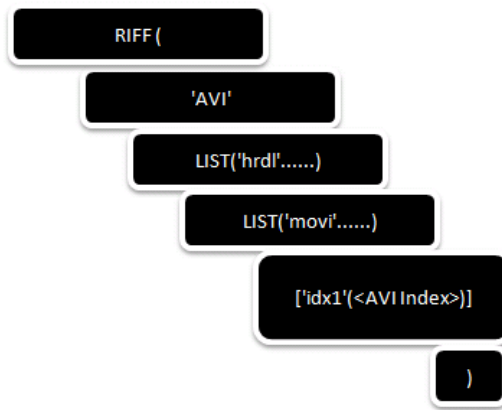 RIFF (
'AVI'
LIST('hrdl'......)
LIST('movi'......)
['idx1'(<AVI Index>)]
)